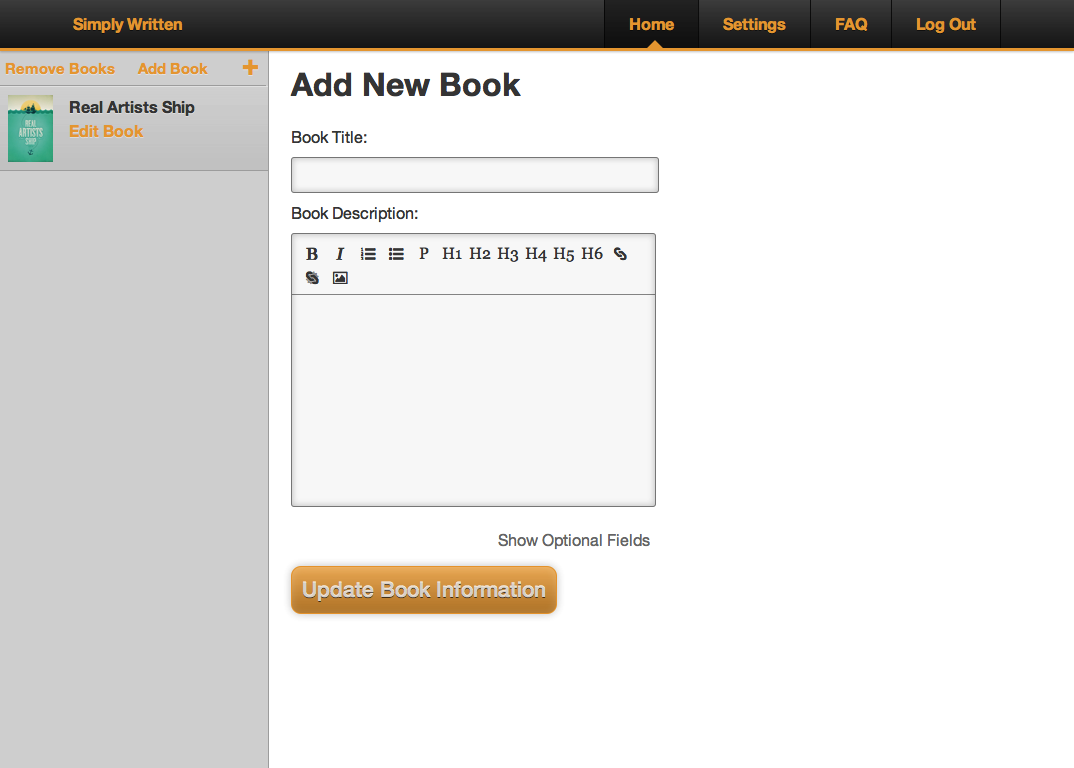 Simply Written Home Settings FAQ Log Out
Remove Books Add Book +
Real Artists Ship
Edit Book
REAL
ARTISTS
SHIP
Add New Book
Book Title:
Book Description:
B I P H1 H2 H3 H4 H5 H6
Show Optional Fields
Update Book Information